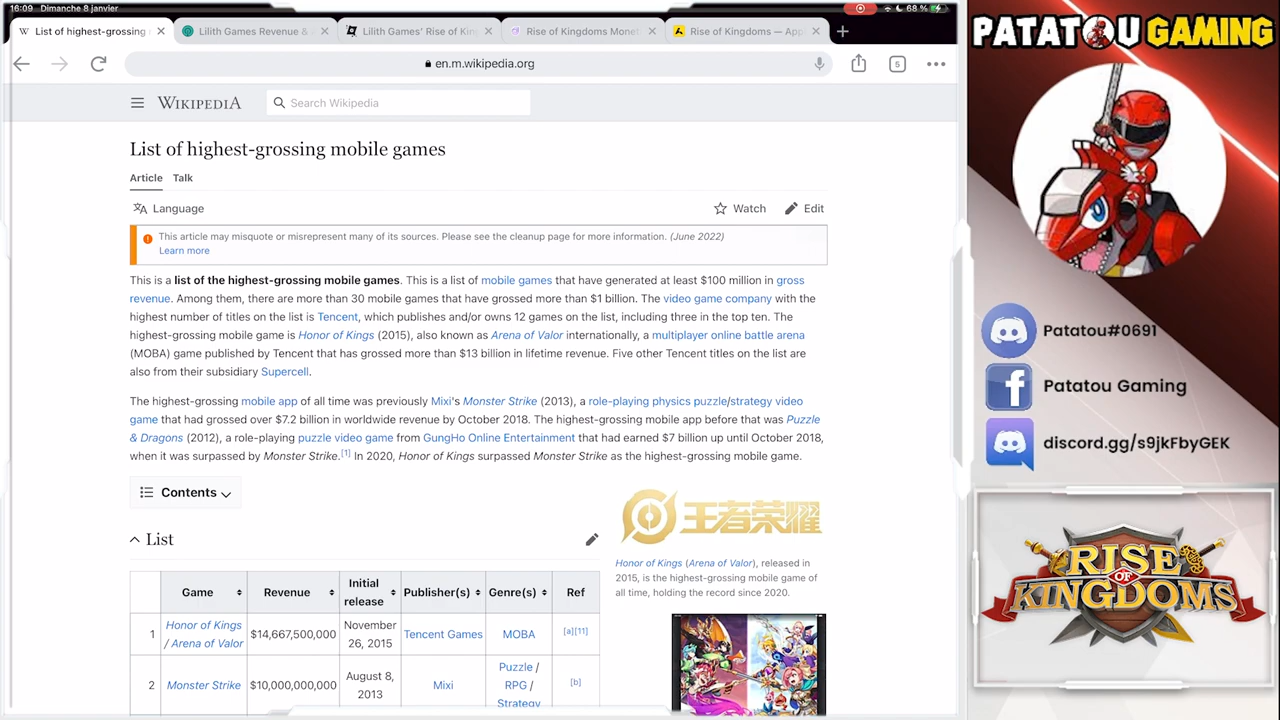 16:09 Dimanche 8 janvier
68 %
List of highest-grossing
Lilith Games Revenue &
Lilith Games' Rise of Kin
Rise of Kingdoms Monet
Rise of Kingdoms — App
en.m.wikipedia.org
5
WIKIPEDIA
Search Wikipedia
List of highest-grossing mobile games
Article Talk
Language
Watch
Edit
This article may misquote or misrepresent many of its sources. Please see the cleanup page for more information. (June 2022)
Learn more
This is a list of the highest-grossing mobile games. This is a list of mobile games that have generated at least $100 million in gross
revenue. Among them, there are more than 30 mobile games that have grossed more than $1 billion. The video game company with the
highest number of titles on the list is Tencent, which publishes and/or owns 12 games on the list, including three in the top ten. The
highest-grossing mobile game is Honor of Kings (2015), also known as Arena of Valor internationally, a multiplayer online battle arena
(MOBA) game published by Tencent that has grossed more than $13 billion in lifetime revenue. Five other Tencent titles on the list are
also from their subsidiary Supercell.
The highest-grossing mobile app of all time was previously Mixi's Monster Strike (2013), a role-playing physics puzzle/strategy video
game that had grossed over $7.2 billion in worldwide revenue by October 2018. The highest-grossing mobile app before that was Puzzle
& Dragons (2012), a role-playing puzzle video game from GungHo Online Entertainment that had earned $7 billion up until October 2018,
when it was surpassed by Monster Strike.[1] In 2020, Honor of Kings surpassed Monster Strike as the highest-grossing mobile game.
Contents
List
Game Revenue Initial release Publisher(s) Genre(s) Ref
1 Honor of Kings / Arena of Valor $14,667,500,000 November 26, 2015 Tencent Games MOBA [a][11]
2 Monster Strike $10,000,000,000 August 8, 2013 Mixi Puzzle / RPG / Strategy [b]
王者荣耀
Honor of Kings (Arena of Valor), released in
2015, is the highest-grossing mobile game of
all time, holding the record since 2020.
PATATOU GAMING
Patatou#0691
Patatou Gaming
discord.gg/s9jkFbyGEK
RISE
OF
KINGDOMS